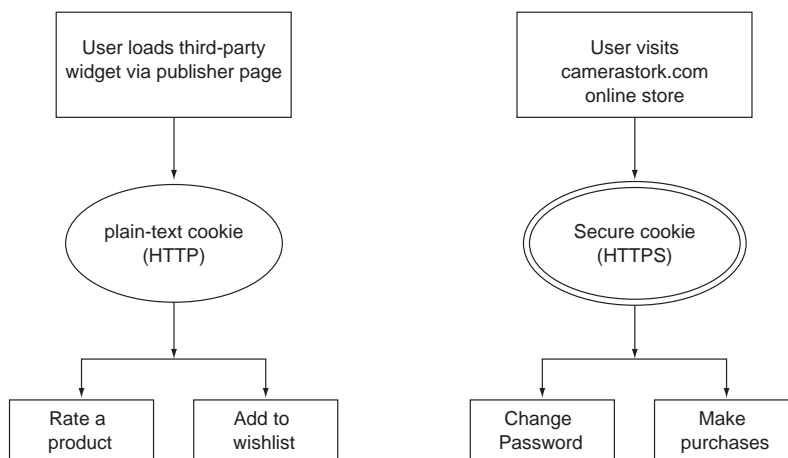 User loads third-party
widget via publisher page
plain-text cookie
(HTTP)
Rate a
product
Add to
wishlist
User visits
camerastork.com
online store
Secure cookie
(HTTPS)
Change
Password
Make
purchases